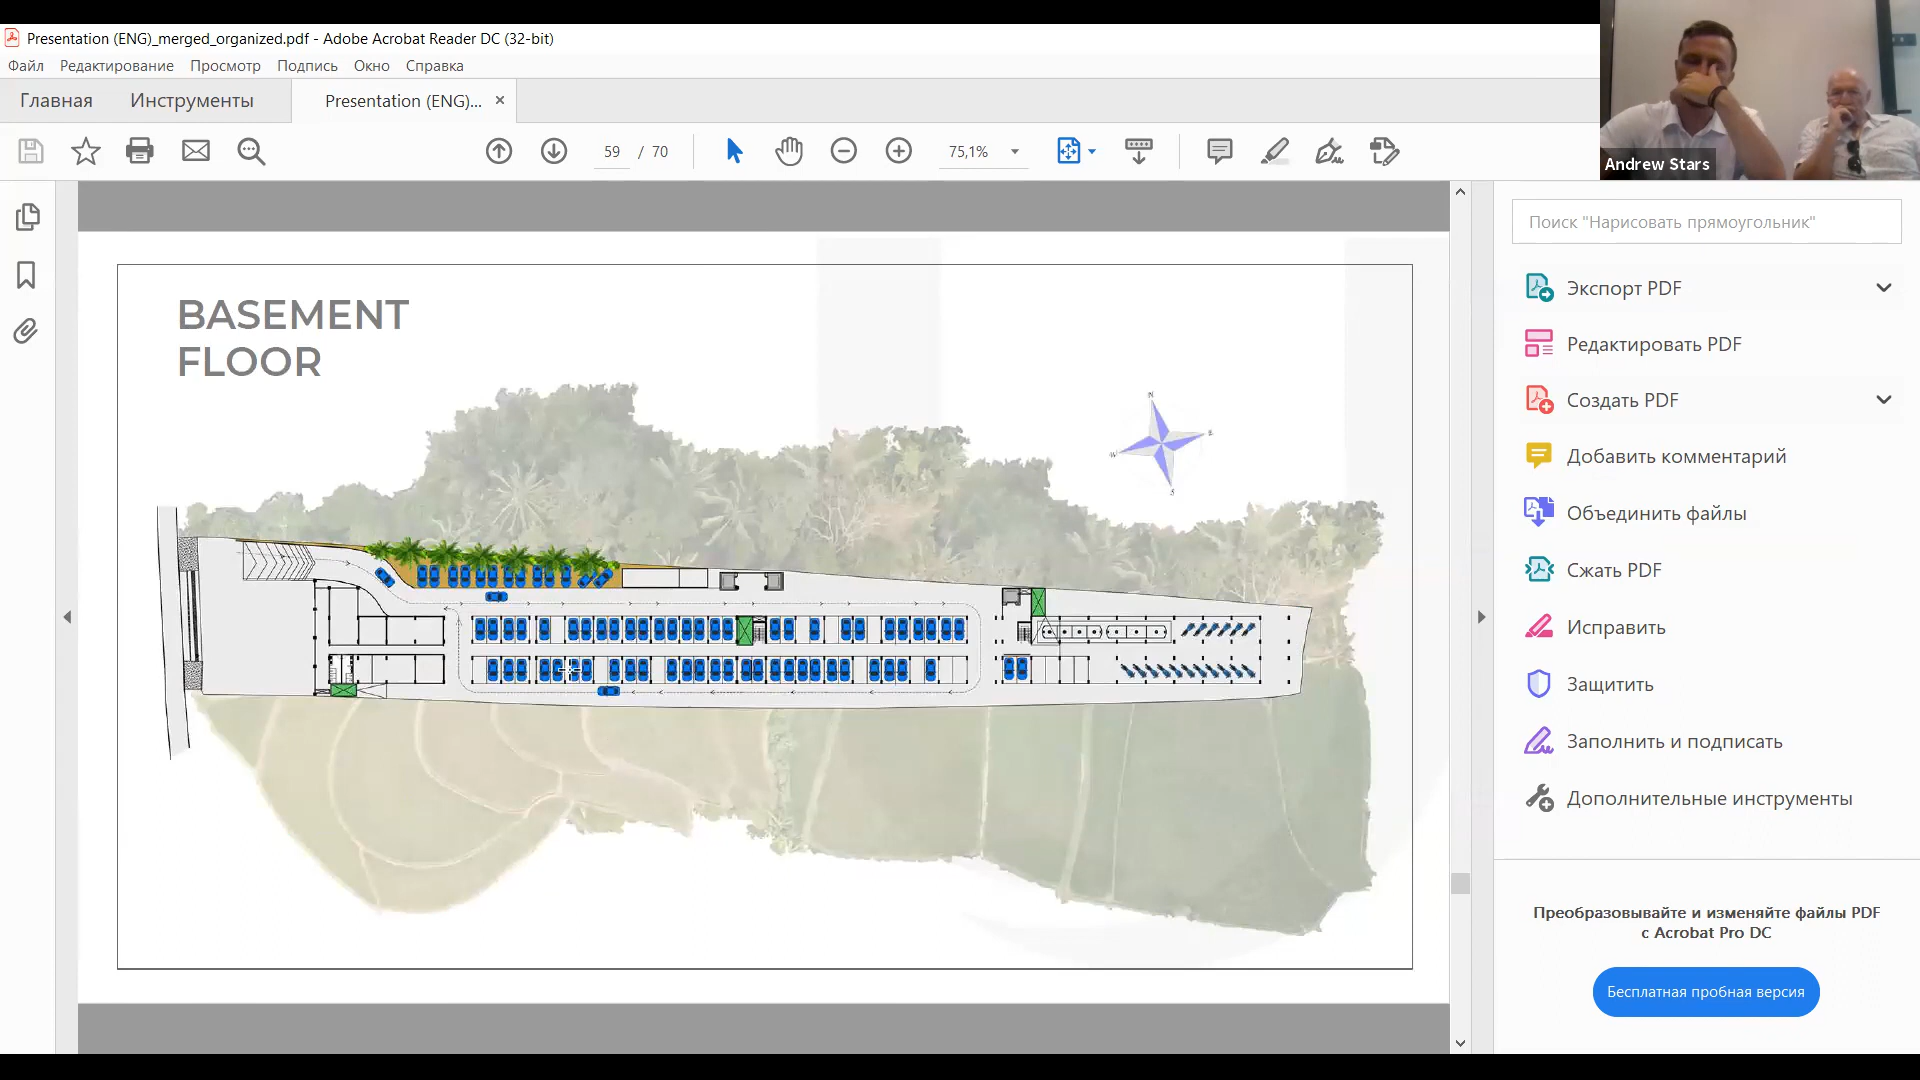 Presentation (ENG)_merged_organized.pdf - Adobe Acrobat Reader DC (32-bit)
Файл Редактирование Просмотр Подпись Окно Справка
Главная Инструменты Presentation (ENG)... ×
59 / 70 75,1%
Andrew Stars
Поиск "Нарисовать прямоугольник"
Экспорт PDF
Редактировать PDF
Создать PDF
Добавить комментарий
Объединить файлы
Сжать PDF
Исправить
Защитить
Заполнить и подписать
Дополнительные инструменты
Преобразовывайте и изменяйте файлы PDF
с Acrobat Pro DC
Бесплатная пробная версия
BASEMENT
FLOOR
N
E
W
S